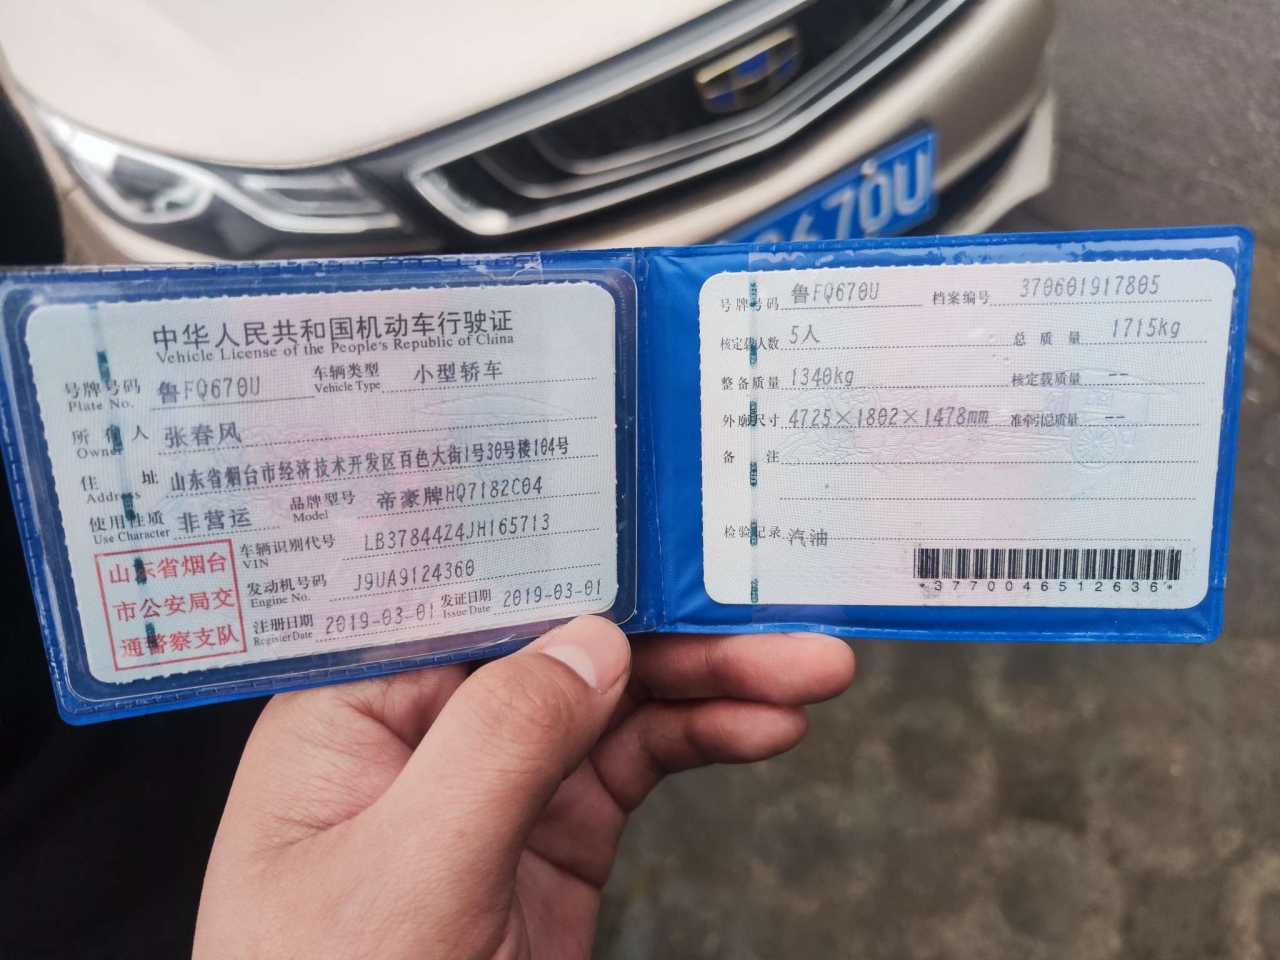 670U
中华人民共和国机动车行驶证
Vehicle License of the People's Republic of China
号牌号码 鲁FQ670U 车辆类型 小型轿车
Plate No. Vehicle Type
所有人 张春风
Owner
住址 山东省烟台市经济技术开发区百色大街1号30号楼104号
Address
使用性质 非营运 品牌型号 帝豪牌HQ7182C04
Use Character Model
山东省烟台
市公安局交
通警察支队
车辆识别代号 LB37844Z4JH165713
VIN
发动机号码 J9UA9124360
Engine No.
注册日期 2019-03-01 发证日期 2019-03-01
Register Date Issue Date
号牌号码 鲁FQ670U 档案编号 370601917805
核定载人数 5人 总质量 1715kg
整备质量 1340kg 核定载质量 --
外廓尺寸 4725×1802×1478mm 准牵引总质量 --
备注
检验记录 汽油
*3770046512636*